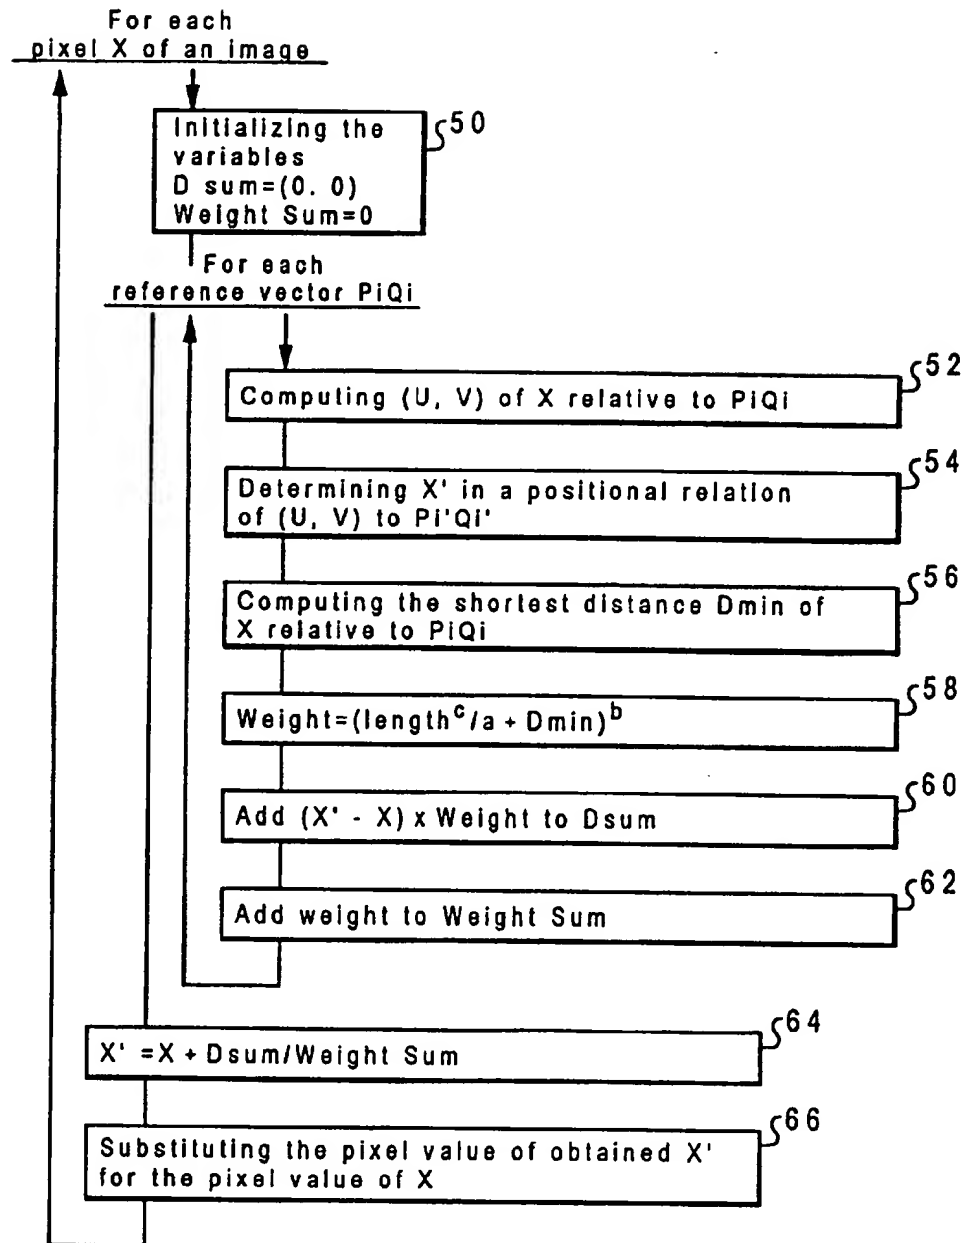 For each
pixel X of an image
Initializing the
variables
D sum=(0. 0)
Weight Sum=0
50
For each
reference vector PiQi
52
Computing (U, V) of X relative to PiQi
54
Determining X' in a positional relation
of (U, V) to Pi'Qi'
56
Computing the shortest distance Dmin of
X relative to PiQi
58
Weight=(length^c/a + Dmin)^b
60
Add (X' - X) x Weight to Dsum
62
Add weight to Weight Sum
64
X' =X + Dsum/Weight Sum
66
Substituting the pixel value of obtained X'
for the pixel value of X